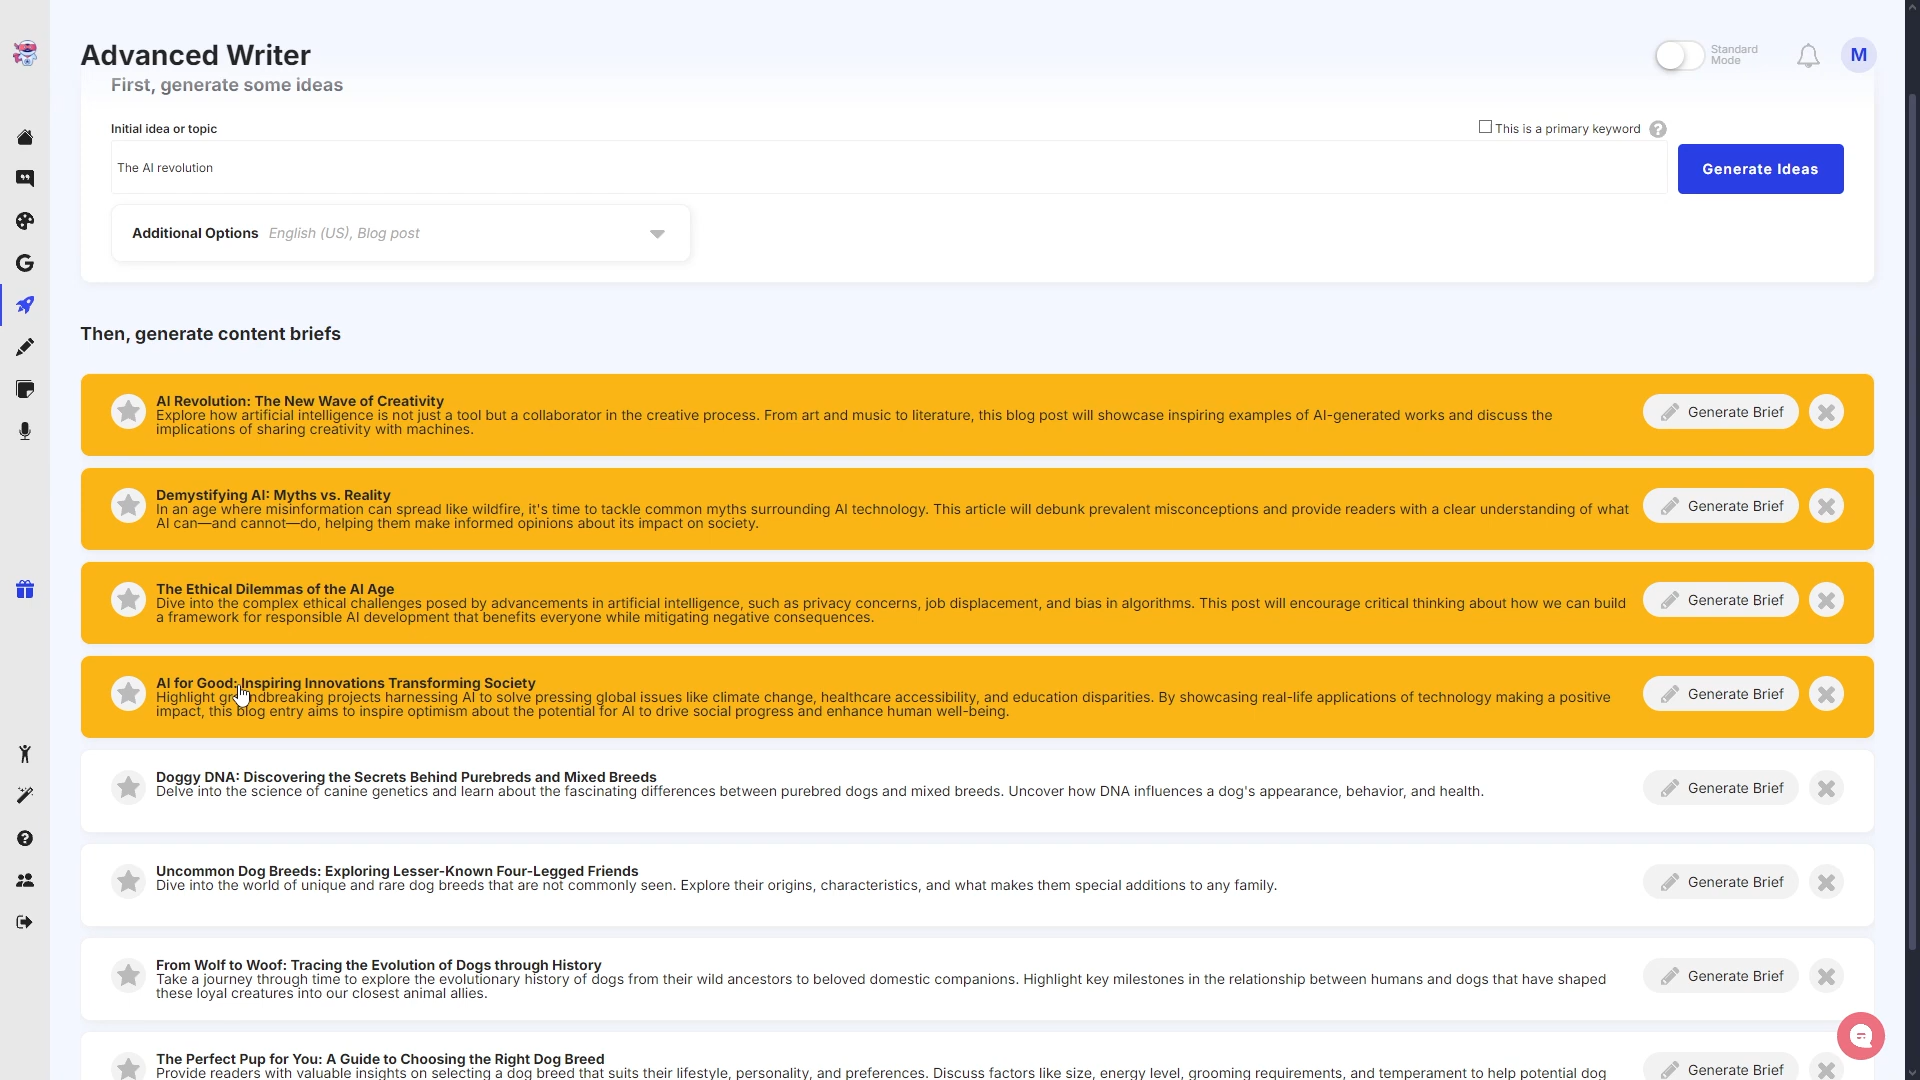 Advanced Writer
Standard
Mode
M
First, generate some ideas
Initial idea or topic
This is a primary keyword ?
The AI revolution
Generate Ideas
Additional Options English (US), Blog post
Then, generate content briefs
AI Revolution: The New Wave of Creativity
Explore how artificial intelligence is not just a tool but a collaborator in the creative process. From art and music to literature, this blog post will showcase inspiring examples of AI-generated works and discuss the
implications of sharing creativity with machines.
Generate Brief
Demystifying AI: Myths vs. Reality
In an age where misinformation can spread like wildfire, it's time to tackle common myths surrounding AI technology. This article will debunk prevalent misconceptions and provide readers with a clear understanding of what
AI can—and cannot—do, helping them make informed opinions about its impact on society.
Generate Brief
The Ethical Dilemmas of the AI Age
Dive into the complex ethical challenges posed by advancements in artificial intelligence, such as privacy concerns, job displacement, and bias in algorithms. This post will encourage critical thinking about how we can build
a framework for responsible AI development that benefits everyone while mitigating negative consequences.
Generate Brief
AI for Good: Inspiring Innovations Transforming Society
Highlight groundbreaking projects harnessing AI to solve pressing global issues like climate change, healthcare accessibility, and education disparities. By showcasing real-life applications of technology making a positive
impact, this blog entry aims to inspire optimism about the potential for AI to drive social progress and enhance human well-being.
Generate Brief
Doggy DNA: Discovering the Secrets Behind Purebreds and Mixed Breeds
Delve into the science of canine genetics and learn about the fascinating differences between purebred dogs and mixed breeds. Uncover how DNA influences a dog's appearance, behavior, and health.
Generate Brief
Uncommon Dog Breeds: Exploring Lesser-Known Four-Legged Friends
Dive into the world of unique and rare dog breeds that are not commonly seen. Explore their origins, characteristics, and what makes them special additions to any family.
Generate Brief
From Wolf to Woof: Tracing the Evolution of Dogs through History
Take a journey through time to explore the evolutionary history of dogs from their wild ancestors to beloved domestic companions. Highlight key milestones in the relationship between humans and dogs that have shaped
these loyal creatures into our closest animal allies.
Generate Brief
The Perfect Pup for You: A Guide to Choosing the Right Dog Breed
Provide readers with valuable insights on selecting a dog breed that suits their lifestyle, personality, and preferences. Discuss factors like size, energy level, grooming requirements, and temperament to help potential dog
Generate Brief